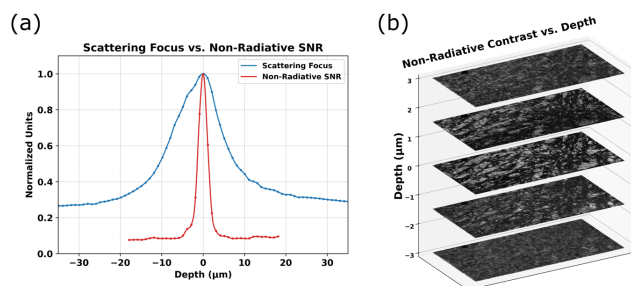 (a)
Scattering Focus vs. Non-Radiative SNR
Scattering Focus
Non-Radiative SNR
Normalized Units
1.0
0.8
0.6
0.4
0.2
0.0
−30
−20
−10
0
10
20
30
Depth (μm)
(b)
Non-Radiative Contrast vs. Depth
Depth (μm)
3
2
1
0
−1
−2
−3